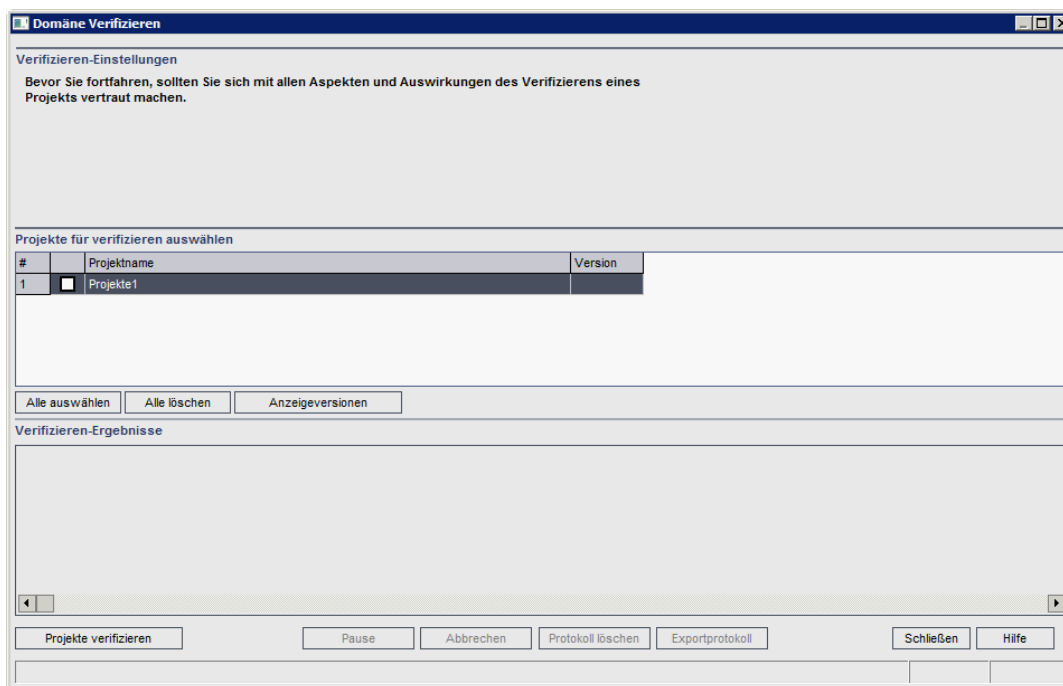 Domäne Verifizieren
Verifizieren-Einstellungen
Bevor Sie fortfahren, sollten Sie sich mit allen Aspekten und Auswirkungen des Verifizierens eines
Projekts vertraut machen.
Projekte für verifizieren auswählen
# Projektname Version
1 Projekte1
Alle auswählen Alle löschen Anzeigeversionen
Verifizieren-Ergebnisse
Projekte verifizieren Pause Abbrechen Protokoll löschen Exportprotokoll Schließen Hilfe